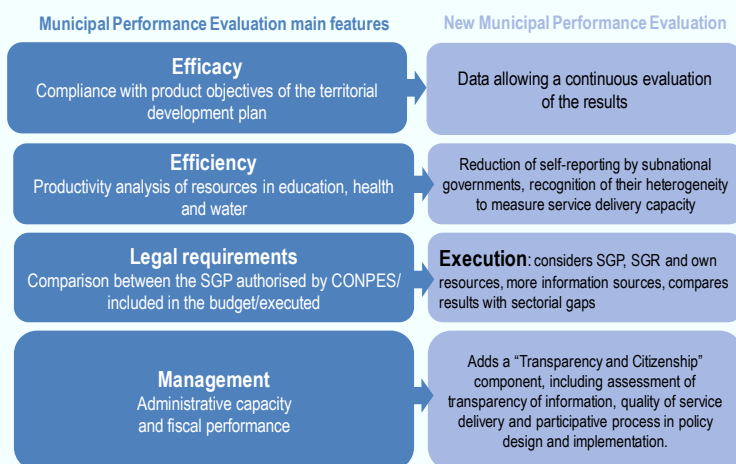 Municipal Performance Evaluation main features
New Municipal Performance Evaluation
Efficacy
Compliance with product objectives of the territorial
development plan
Data allowing a continuous evaluation
of the results
Efficiency
Productivity analysis of resources in education, health
and water
Reduction of self-reporting by subnational
governments, recognition of their heterogeneity
to measure service delivery capacity
Legal requirements
Comparison between the SGP authorised by CONPES/
included in the budget/executed
Execution: considers SGP, SGR and own
resources, more information sources, compares
results with sectorial gaps
Management
Administrative capacity
and fiscal performance
Adds a “Transparency and Citizenship”
component, including assessment of
transparency of information, quality of service
delivery and participative process in policy
design and implementation.